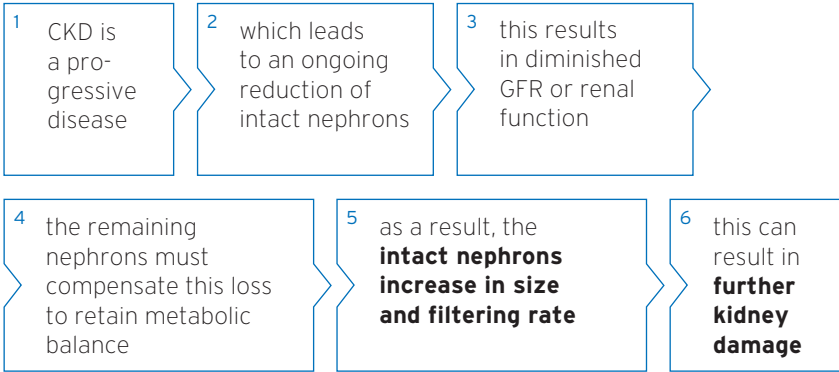 1 CKD is
a pro-
gressive
disease
2 which leads
to an ongoing
reduction of
intact nephrons
3 this results
in diminished
GFR or renal
function
4 the remaining
nephrons must
compensate this loss
to retain metabolic
balance
5 as a result, the
intact nephrons
increase in size
and filtering rate
6 this can
result in
further
kidney
damage